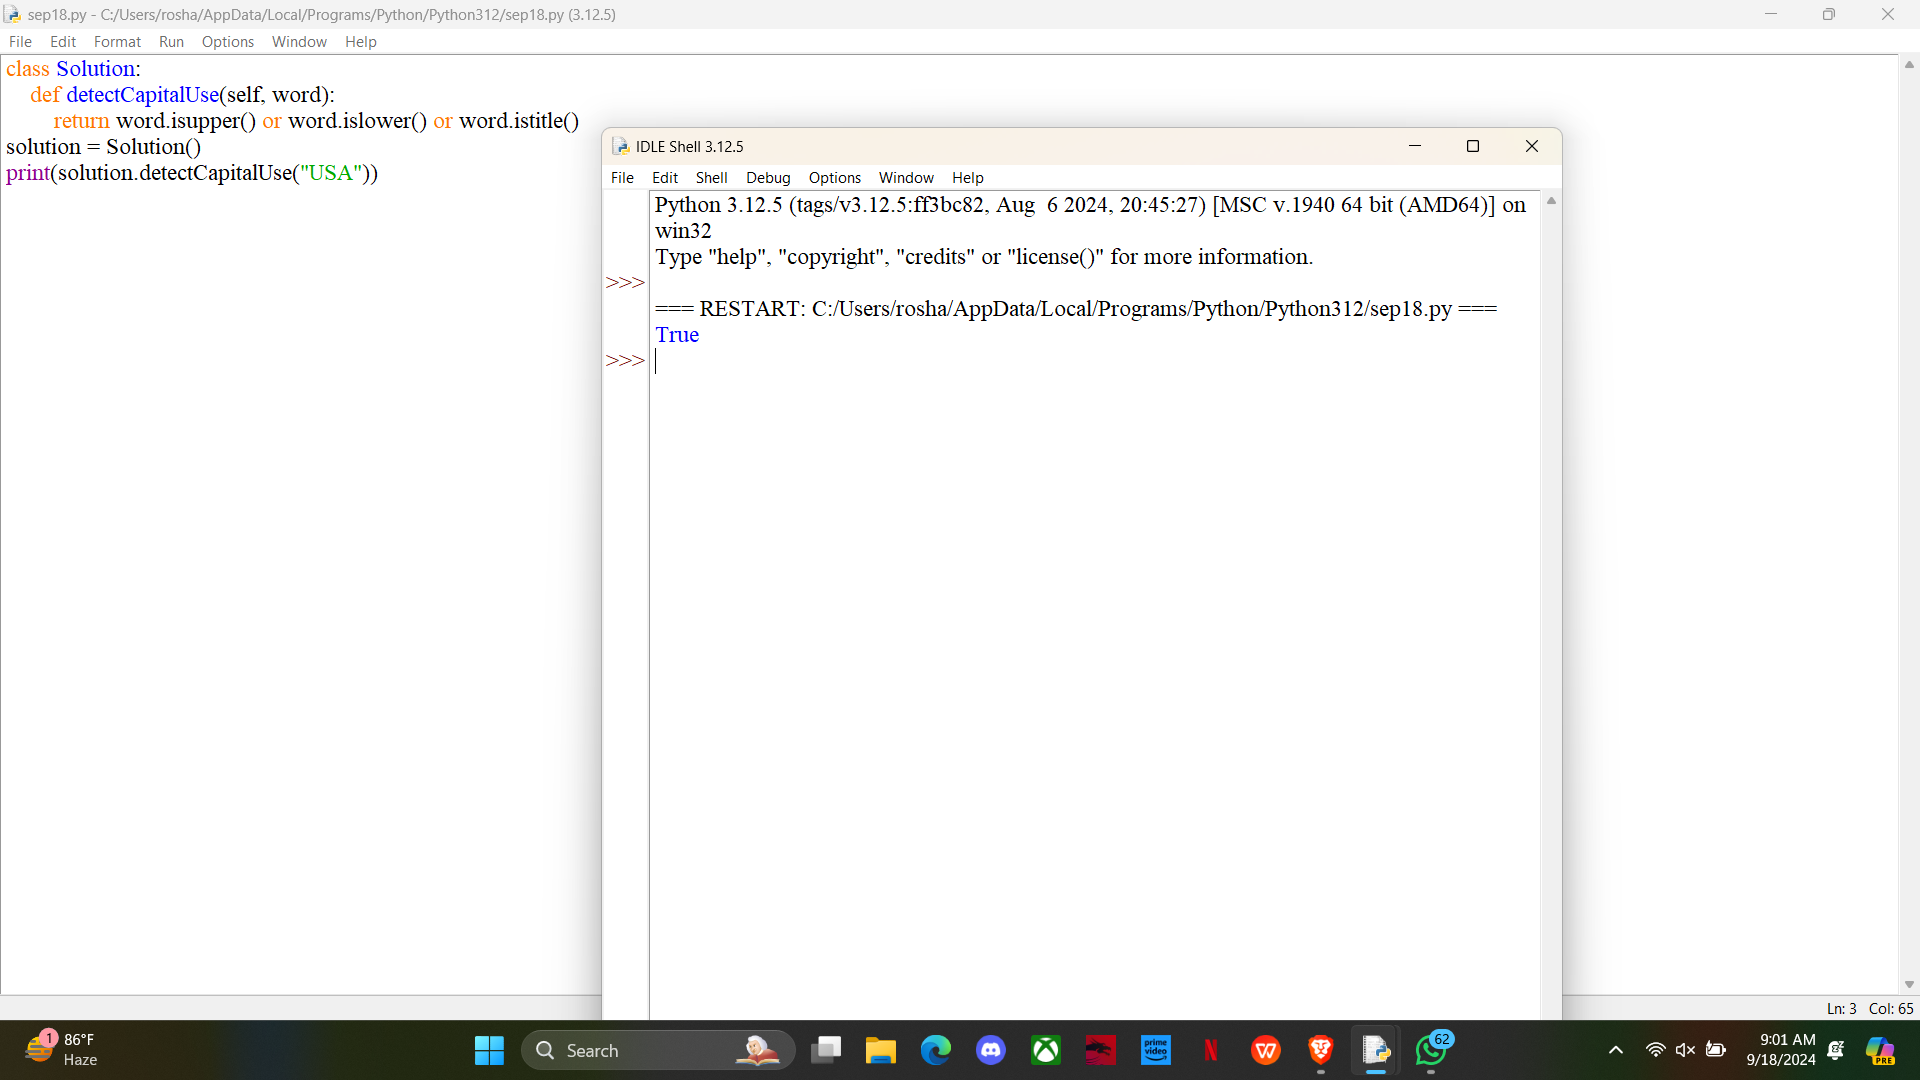 sep18.py - C:/Users/rosha/AppData/Local/Programs/Python/Python312/sep18.py (3.12.5)
File Edit Format Run Options Window Help
class Solution:
    def detectCapitalUse(self, word):
        return word.isupper() or word.islower() or word.istitle()
solution = Solution()
print(solution.detectCapitalUse("USA"))
IDLE Shell 3.12.5
File Edit Shell Debug Options Window Help
Python 3.12.5 (tags/v3.12.5:ff3bc82, Aug  6 2024, 20:45:27) [MSC v.1940 64 bit (AMD64)] on
win32
Type "help", "copyright", "credits" or "license()" for more information.
>>>
=== RESTART: C:/Users/rosha/AppData/Local/Programs/Python/Python312/sep18.py ===
True
>>>
Ln: 3 Col: 65
1
86°F
Haze
Search
prime video
N
W
62
9:01 AM
9/18/2024
PRE